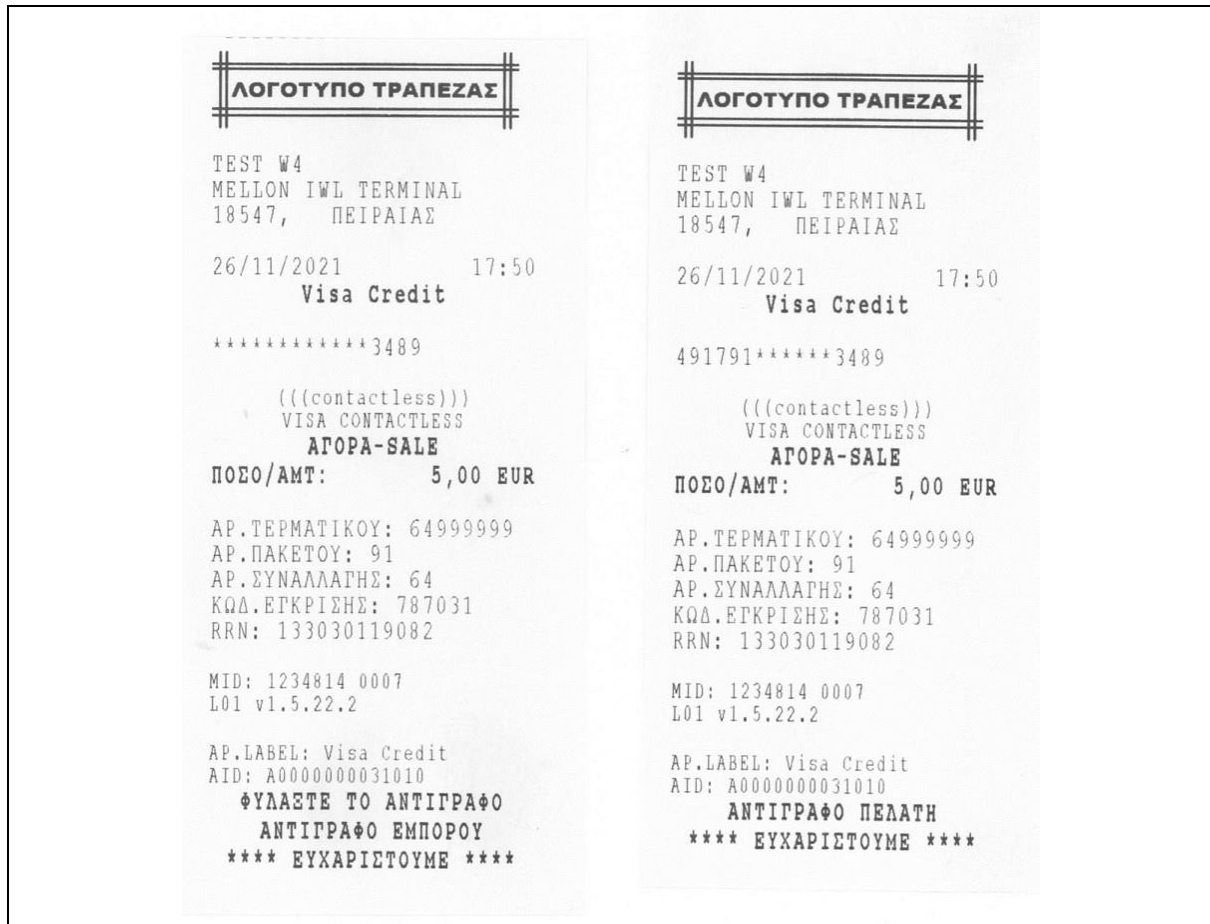 ΛΟΓΟΤΥΠΟ ΤΡΑΠΕΖΑΣ
TEST W4
MELLON IWL TERMINAL
18547, ΠΕΙΡΑΙΑΣ
26/11/2021 17:50
Visa Credit
************3489
(((contactless)))
VISA CONTACTLESS
ΑΓΟΡΑ-SALE
ΠΟΣΟ/AMT: 5,00 EUR
ΑΡ.ΤΕΡΜΑΤΙΚΟΥ: 64999999
ΑΡ.ΠΑΚΕΤΟΥ: 91
ΑΡ.ΣΥΝΑΛΛΑΓΗΣ: 64
ΚΩΔ.ΕΓΚΡΙΣΗΣ: 787031
RRN: 133030119082
MID: 1234814 0007
L01 v1.5.22.2
AP.LABEL: Visa Credit
AID: A0000000031010
ΦΥΛΑΞΤΕ ΤΟ ΑΝΤΙΓΡΑΦΟ
ΑΝΤΙΓΡΑΦΟ ΕΜΠΟΡΟΥ
**** ΕΥΧΑΡΙΣΤΟΥΜΕ ****
ΛΟΓΟΤΥΠΟ ΤΡΑΠΕΖΑΣ
TEST W4
MELLON IWL TERMINAL
18547, ΠΕΙΡΑΙΑΣ
26/11/2021 17:50
Visa Credit
491791******3489
(((contactless)))
VISA CONTACTLESS
ΑΓΟΡΑ-SALE
ΠΟΣΟ/AMT: 5,00 EUR
ΑΡ.ΤΕΡΜΑΤΙΚΟΥ: 64999999
ΑΡ.ΠΑΚΕΤΟΥ: 91
ΑΡ.ΣΥΝΑΛΛΑΓΗΣ: 64
ΚΩΔ.ΕΓΚΡΙΣΗΣ: 787031
RRN: 133030119082
MID: 1234814 0007
L01 v1.5.22.2
AP.LABEL: Visa Credit
AID: A0000000031010
ΑΝΤΙΓΡΑΦΟ ΠΕΛΑΤΗ
**** ΕΥΧΑΡΙΣΤΟΥΜΕ ****